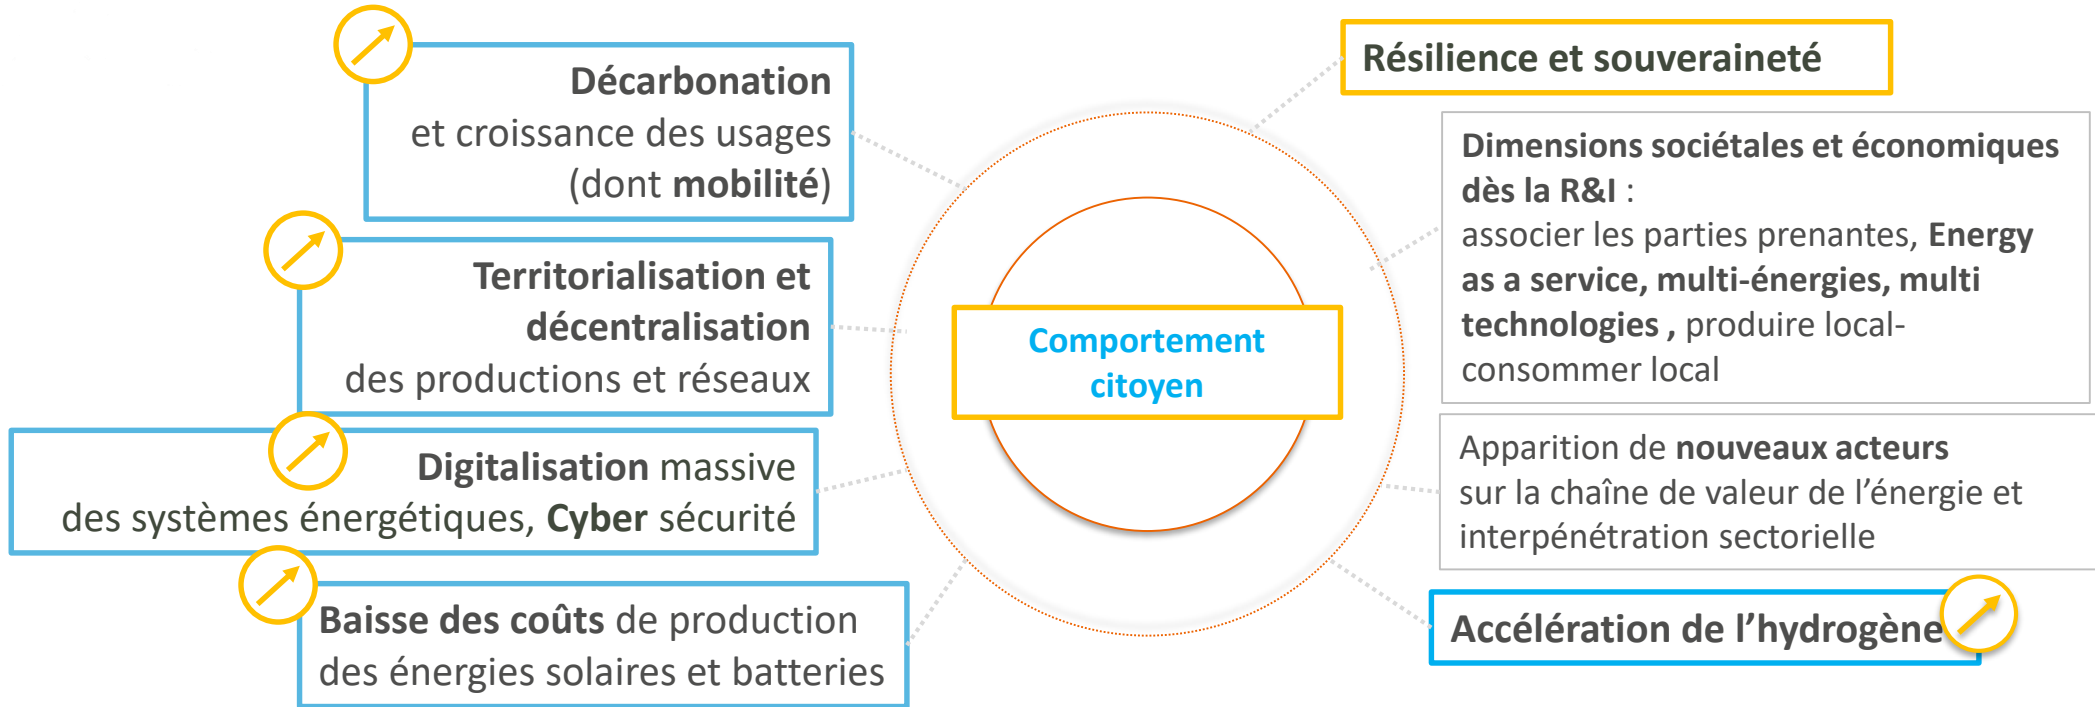 Décarbonation
et croissance des usages
(dont mobilité)
Territorialisation et
décentralisation
des productions et réseaux
Digitalisation massive
des systèmes énergétiques, Cyber sécurité
Baisse des coûts de production
des énergies solaires et batteries
Comportement
citoyen
Résilience et souveraineté
Dimensions sociétales et économiques
dès la R&I :
associer les parties prenantes, Energy
as a service, multi-énergies, multi
technologies , produire local-
consommer local
Apparition de nouveaux acteurs
sur la chaîne de valeur de l’énergie et
interpénétration sectorielle
Accélération de l’hydrogène